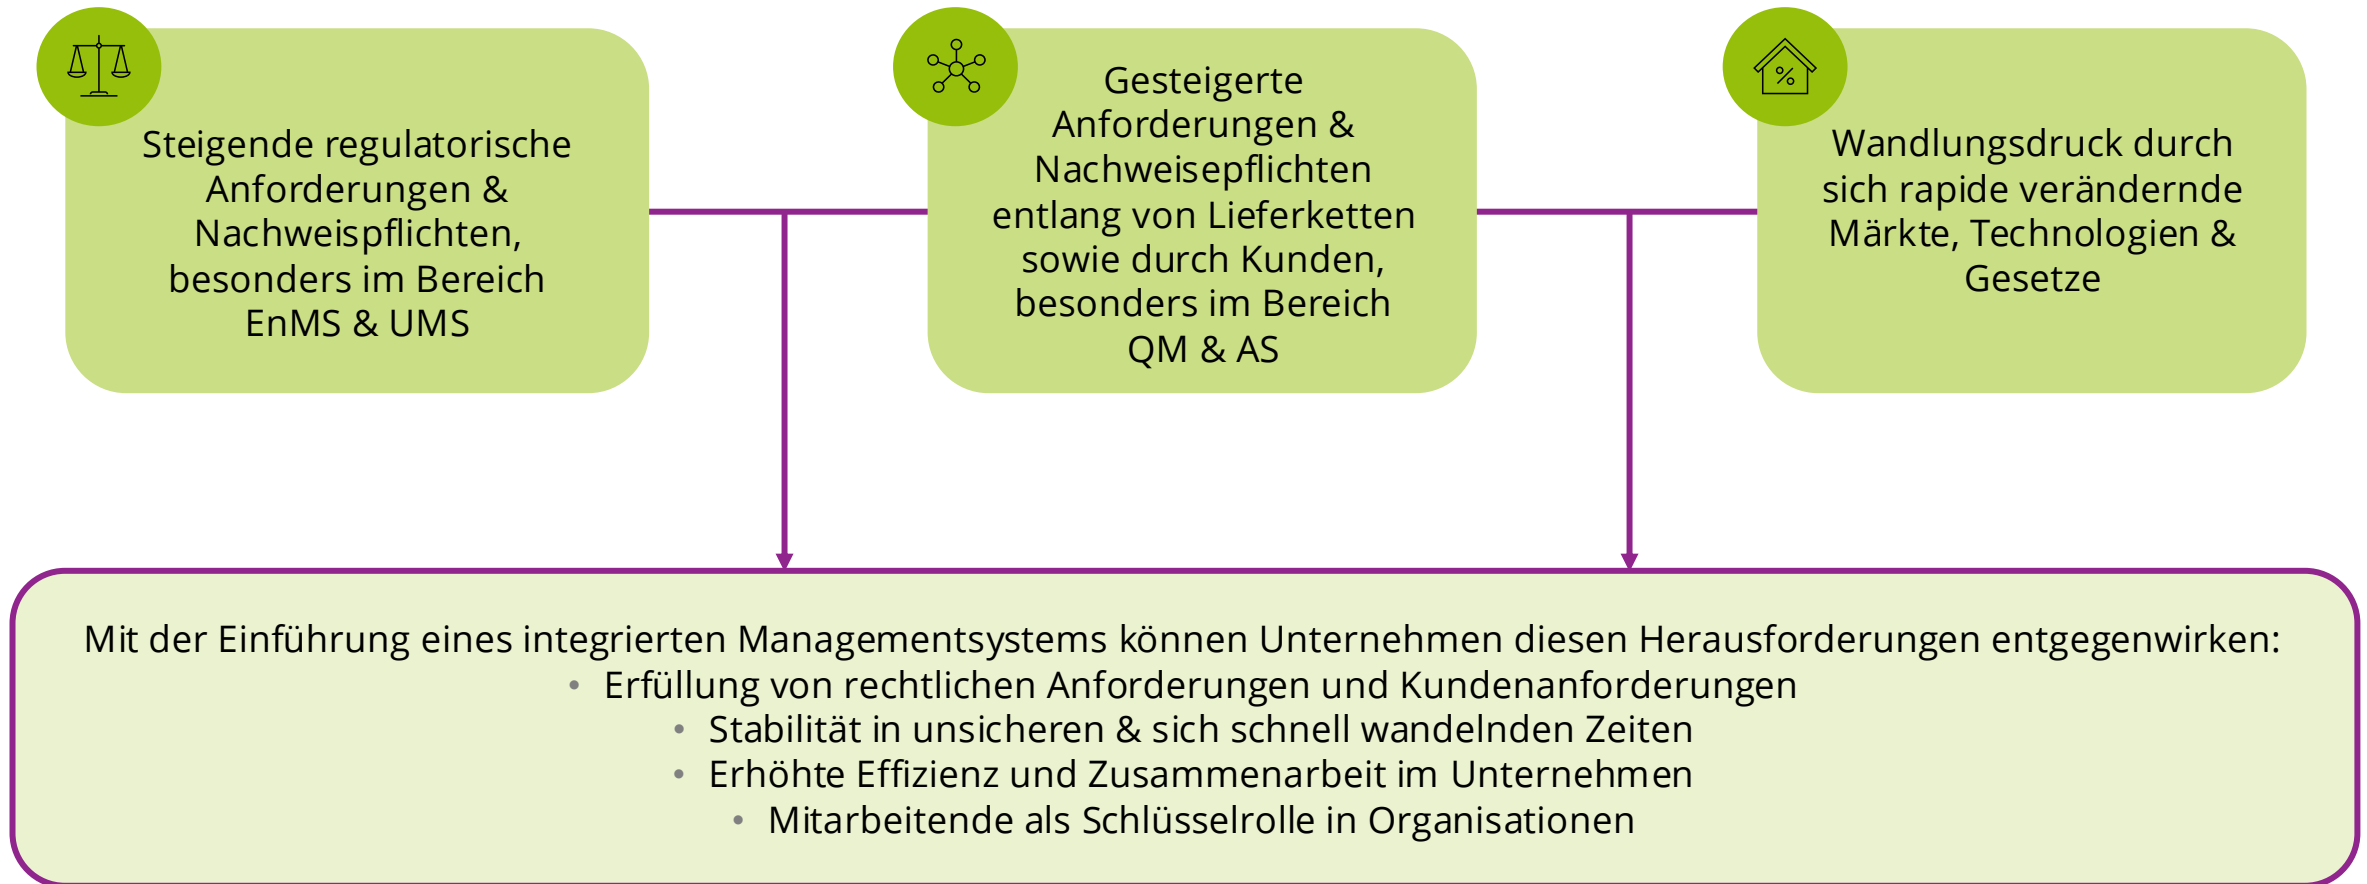 Steigende regulatorische
Anforderungen &
Nachweispflichten,
besonders im Bereich
EnMS & UMS
Gesteigerte
Anforderungen &
Nachweisepflichten
entlang von Lieferketten
sowie durch Kunden,
besonders im Bereich
QM & AS
Wandlungsdruck durch
sich rapide verändernde
Märkte, Technologien &
Gesetze
Mit der Einführung eines integrierten Managementsystems können Unternehmen diesen Herausforderungen entgegenwirken:
• Erfüllung von rechtlichen Anforderungen und Kundenanforderungen
• Stabilität in unsicheren & sich schnell wandelnden Zeiten
• Erhöhte Effizienz und Zusammenarbeit im Unternehmen
• Mitarbeitende als Schlüsselrolle in Organisationen